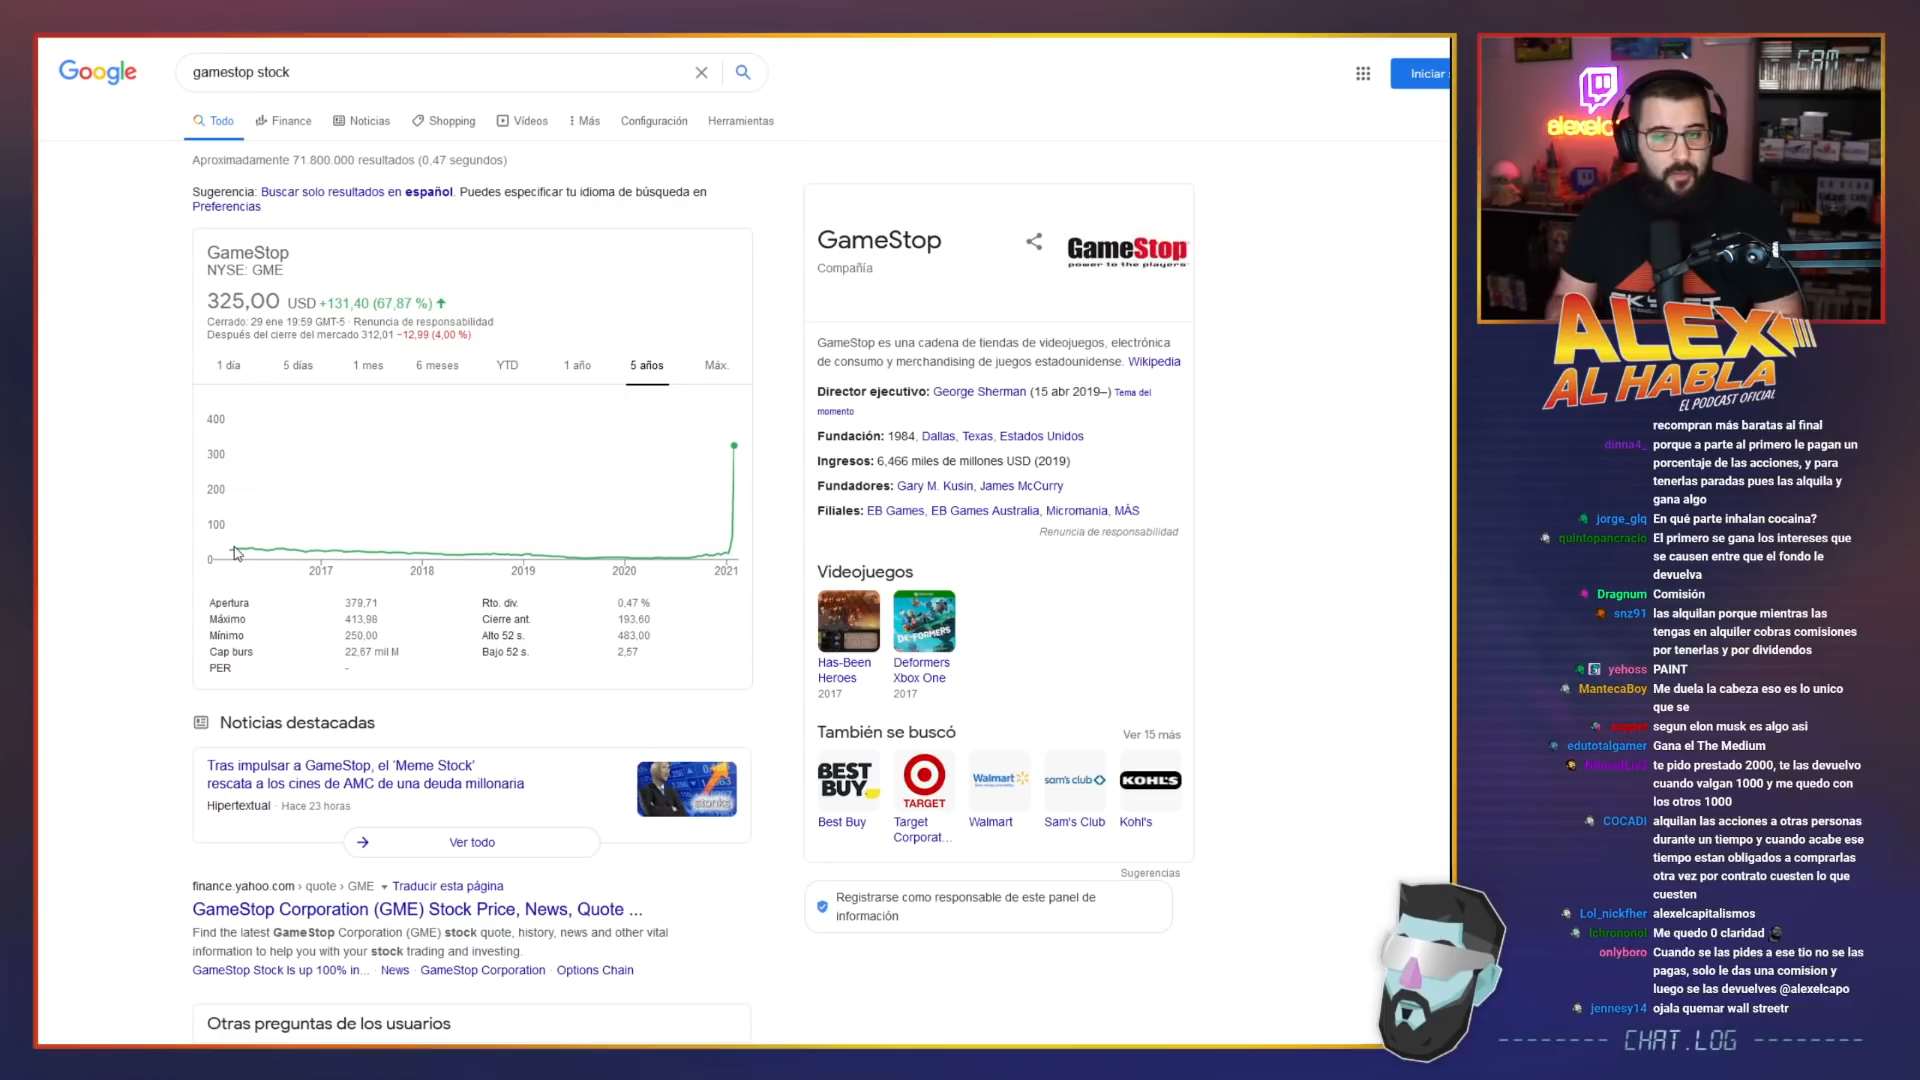 Google
gamestop stock
Iniciar
Todo
Finance
Noticias
Shopping
Vídeos
Más
Configuración
Herramientas
Aproximadamente 71.800.000 resultados (0,47 segundos)
Sugerencia: Buscar solo resultados en español. Puedes especificar tu idioma de búsqueda en
Preferencias
GameStop
NYSE: GME
325,00 USD +131,40 (67,87 %)
Cerrado: 29 ene 19:59 GMT-5 · Renuncia de responsabilidad
Después del cierre del mercado 312,01 −12,99 (4,00 %)
1 día
5 días
1 mes
6 meses
YTD
1 año
5 años
Máx.
400
300
200
100
0
2017
2018
2019
2020
2021
Apertura 379,71
Rto. div. 0,47 %
Máximo 413,98
Cierre ant. 193,60
Mínimo 250,00
Alto 52 s. 483,00
Cap burs 22,67 mil M
Bajo 52 s. 2,57
PER -
Noticias destacadas
Tras impulsar a GameStop, el 'Meme Stock'
rescata a los cines de AMC de una deuda millonaria
Hipertextual · Hace 23 horas
stonks
Ver todo
finance.yahoo.com › quote › GME Traducir esta página
GameStop Corporation (GME) Stock Price, News, Quote ...
Find the latest GameStop Corporation (GME) stock quote, history, news and other vital
information to help you with your stock trading and investing.
GameStop Stock Is up 100% in... · News · GameStop Corporation · Options Chain
Otras preguntas de los usuarios
GameStop
Compañía
GameStop
power to the players
GameStop es una cadena de tiendas de videojuegos, electrónica
de consumo y merchandising de juegos estadounidense. Wikipedia
Director ejecutivo: George Sherman (15 abr 2019–) Tema del
momento
Fundación: 1984, Dallas, Texas, Estados Unidos
Ingresos: 6,466 miles de millones USD (2019)
Fundadores: Gary M. Kusin, James McCurry
Filiales: EB Games, EB Games Australia, Micromania, MÀS
Renuncia de responsabilidad
Videojuegos
DE-FORMERS
Has-Been
Heroes
2017
Deformers
Xbox One
2017
También se buscó
Ver 15 más
BEST
BUY
TARGET
Walmart
sam's club
KOHL'S
Best Buy
Target
Corporat...
Walmart
Sam's Club
Kohl's
Sugerencias
Registrarse como responsable de este panel de
información
CAM
ALEX
AL HABLA
EL PODCAST OFICIAL
recompran más baratas al final
dinna4_ porque a parte al primero le pagan un
porcentaje de las acciones, y para
tenerlas paradas pues las alquila y
gana algo
jorge_glq En qué parte inhalan cocaina?
quintopancracio El primero se gana los intereses que
se causen entre que el fondo le
devuelva
Dragnum Comisión
snz91 las alquilan porque mientras las
tengas en alquiler cobras comisiones
por tenerlas y por dividendos
yehoss PAINT
MantecaBoy Me duela la cabeza eso es lo unico
que se
segun elon musk es algo asi
edutotalgamer Gana el The Medium
te pido prestado 2000, te las devuelvo
cuando valgan 1000 y me quedo con
los otros 1000
COCADI alquilan las acciones a otras personas
durante un tiempo y cuando acabe ese
tiempo estan obligados a comprarlas
otra vez por contrato cuesten lo que
cuesten
Lol_nickfher alexelcapitalismos
Ichrononol Me quedo 0 claridad
onlyboro Cuando se las pides a ese tio no se las
pagas, solo le das una comision y
luego se las devuelves @alexelcapo
jennesy14 ojala quemar wall streetr
CHAT.LOG